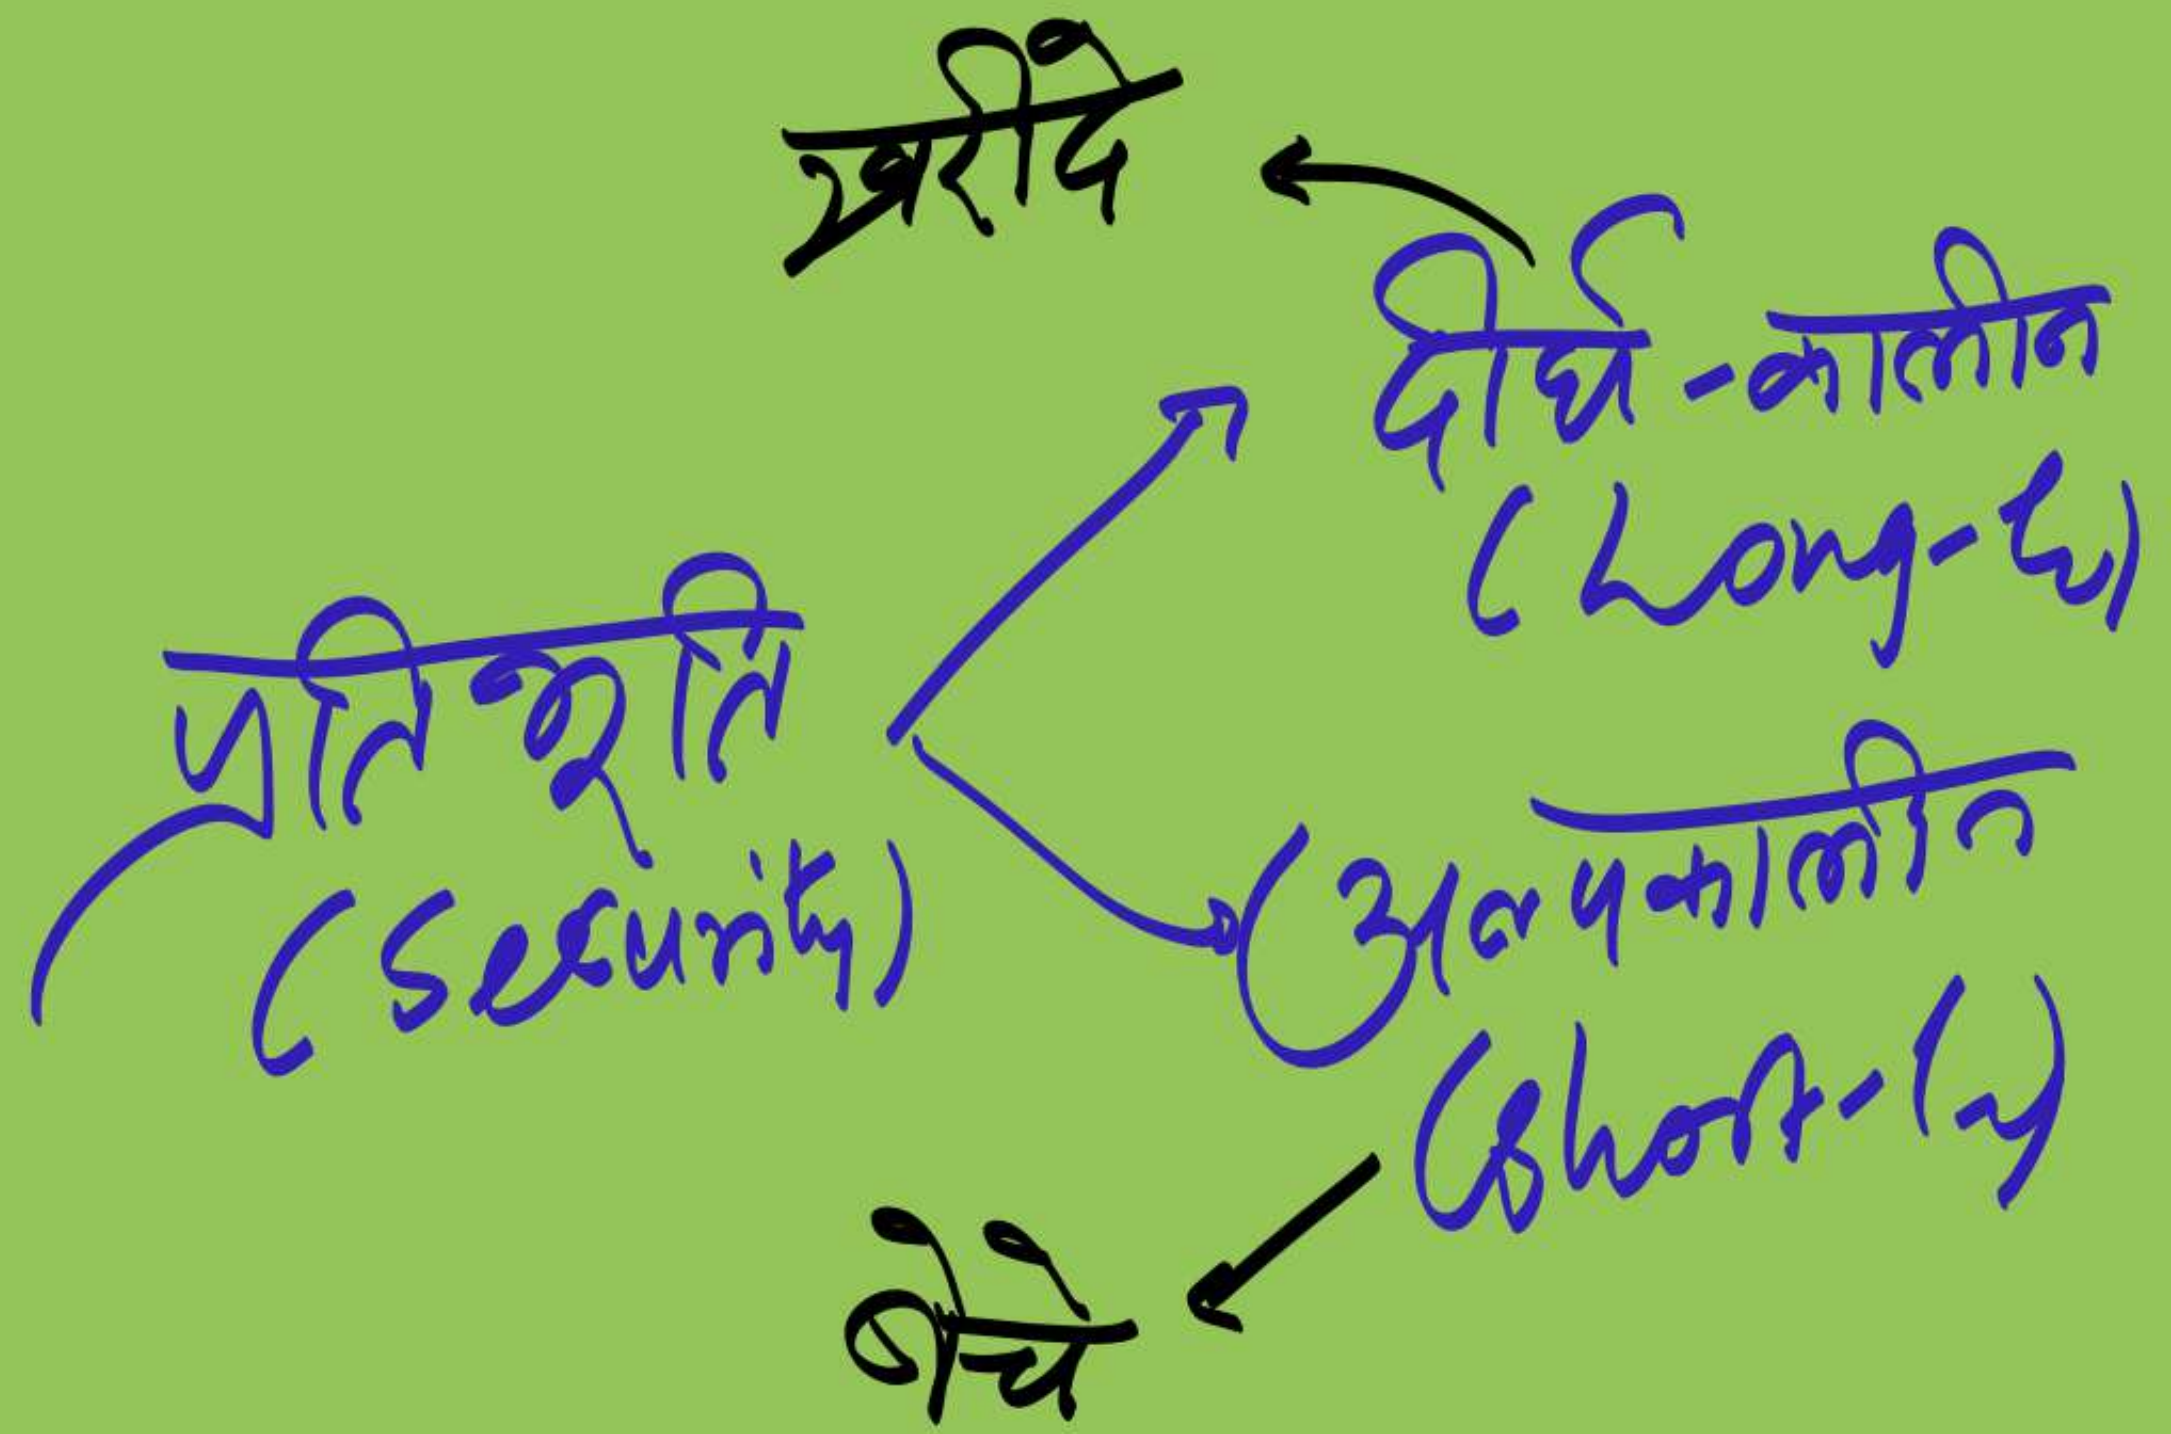 खरीदे
दीर्घ-कालीन
(Long-
प्रतिभूति
(Security)
अल्पकालीन
(Short-
बेचे